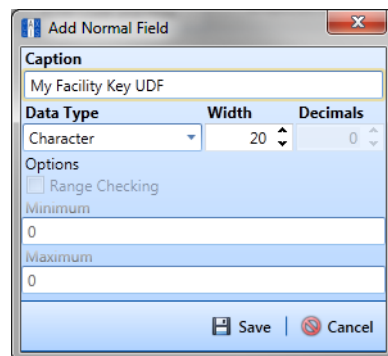 Add Normal Field
Caption
My Facility Key UDF
Data Type Width Decimals
Character 20 0
Options
Range Checking
Minimum
0
Maximum
0
Save Cancel